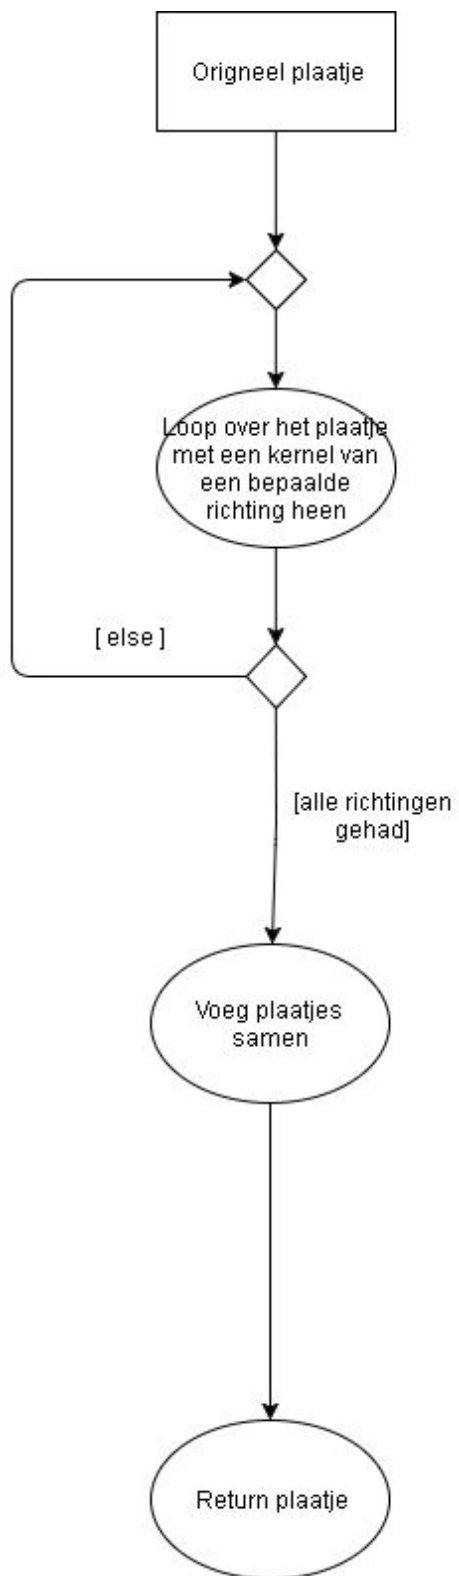 Origneel plaatje
Loop over het plaatje
met een kernel van
een bepaalde
richting heen
[ else ]
[alle richtingen
gehad]
Voeg plaatjes
samen
Return plaatje